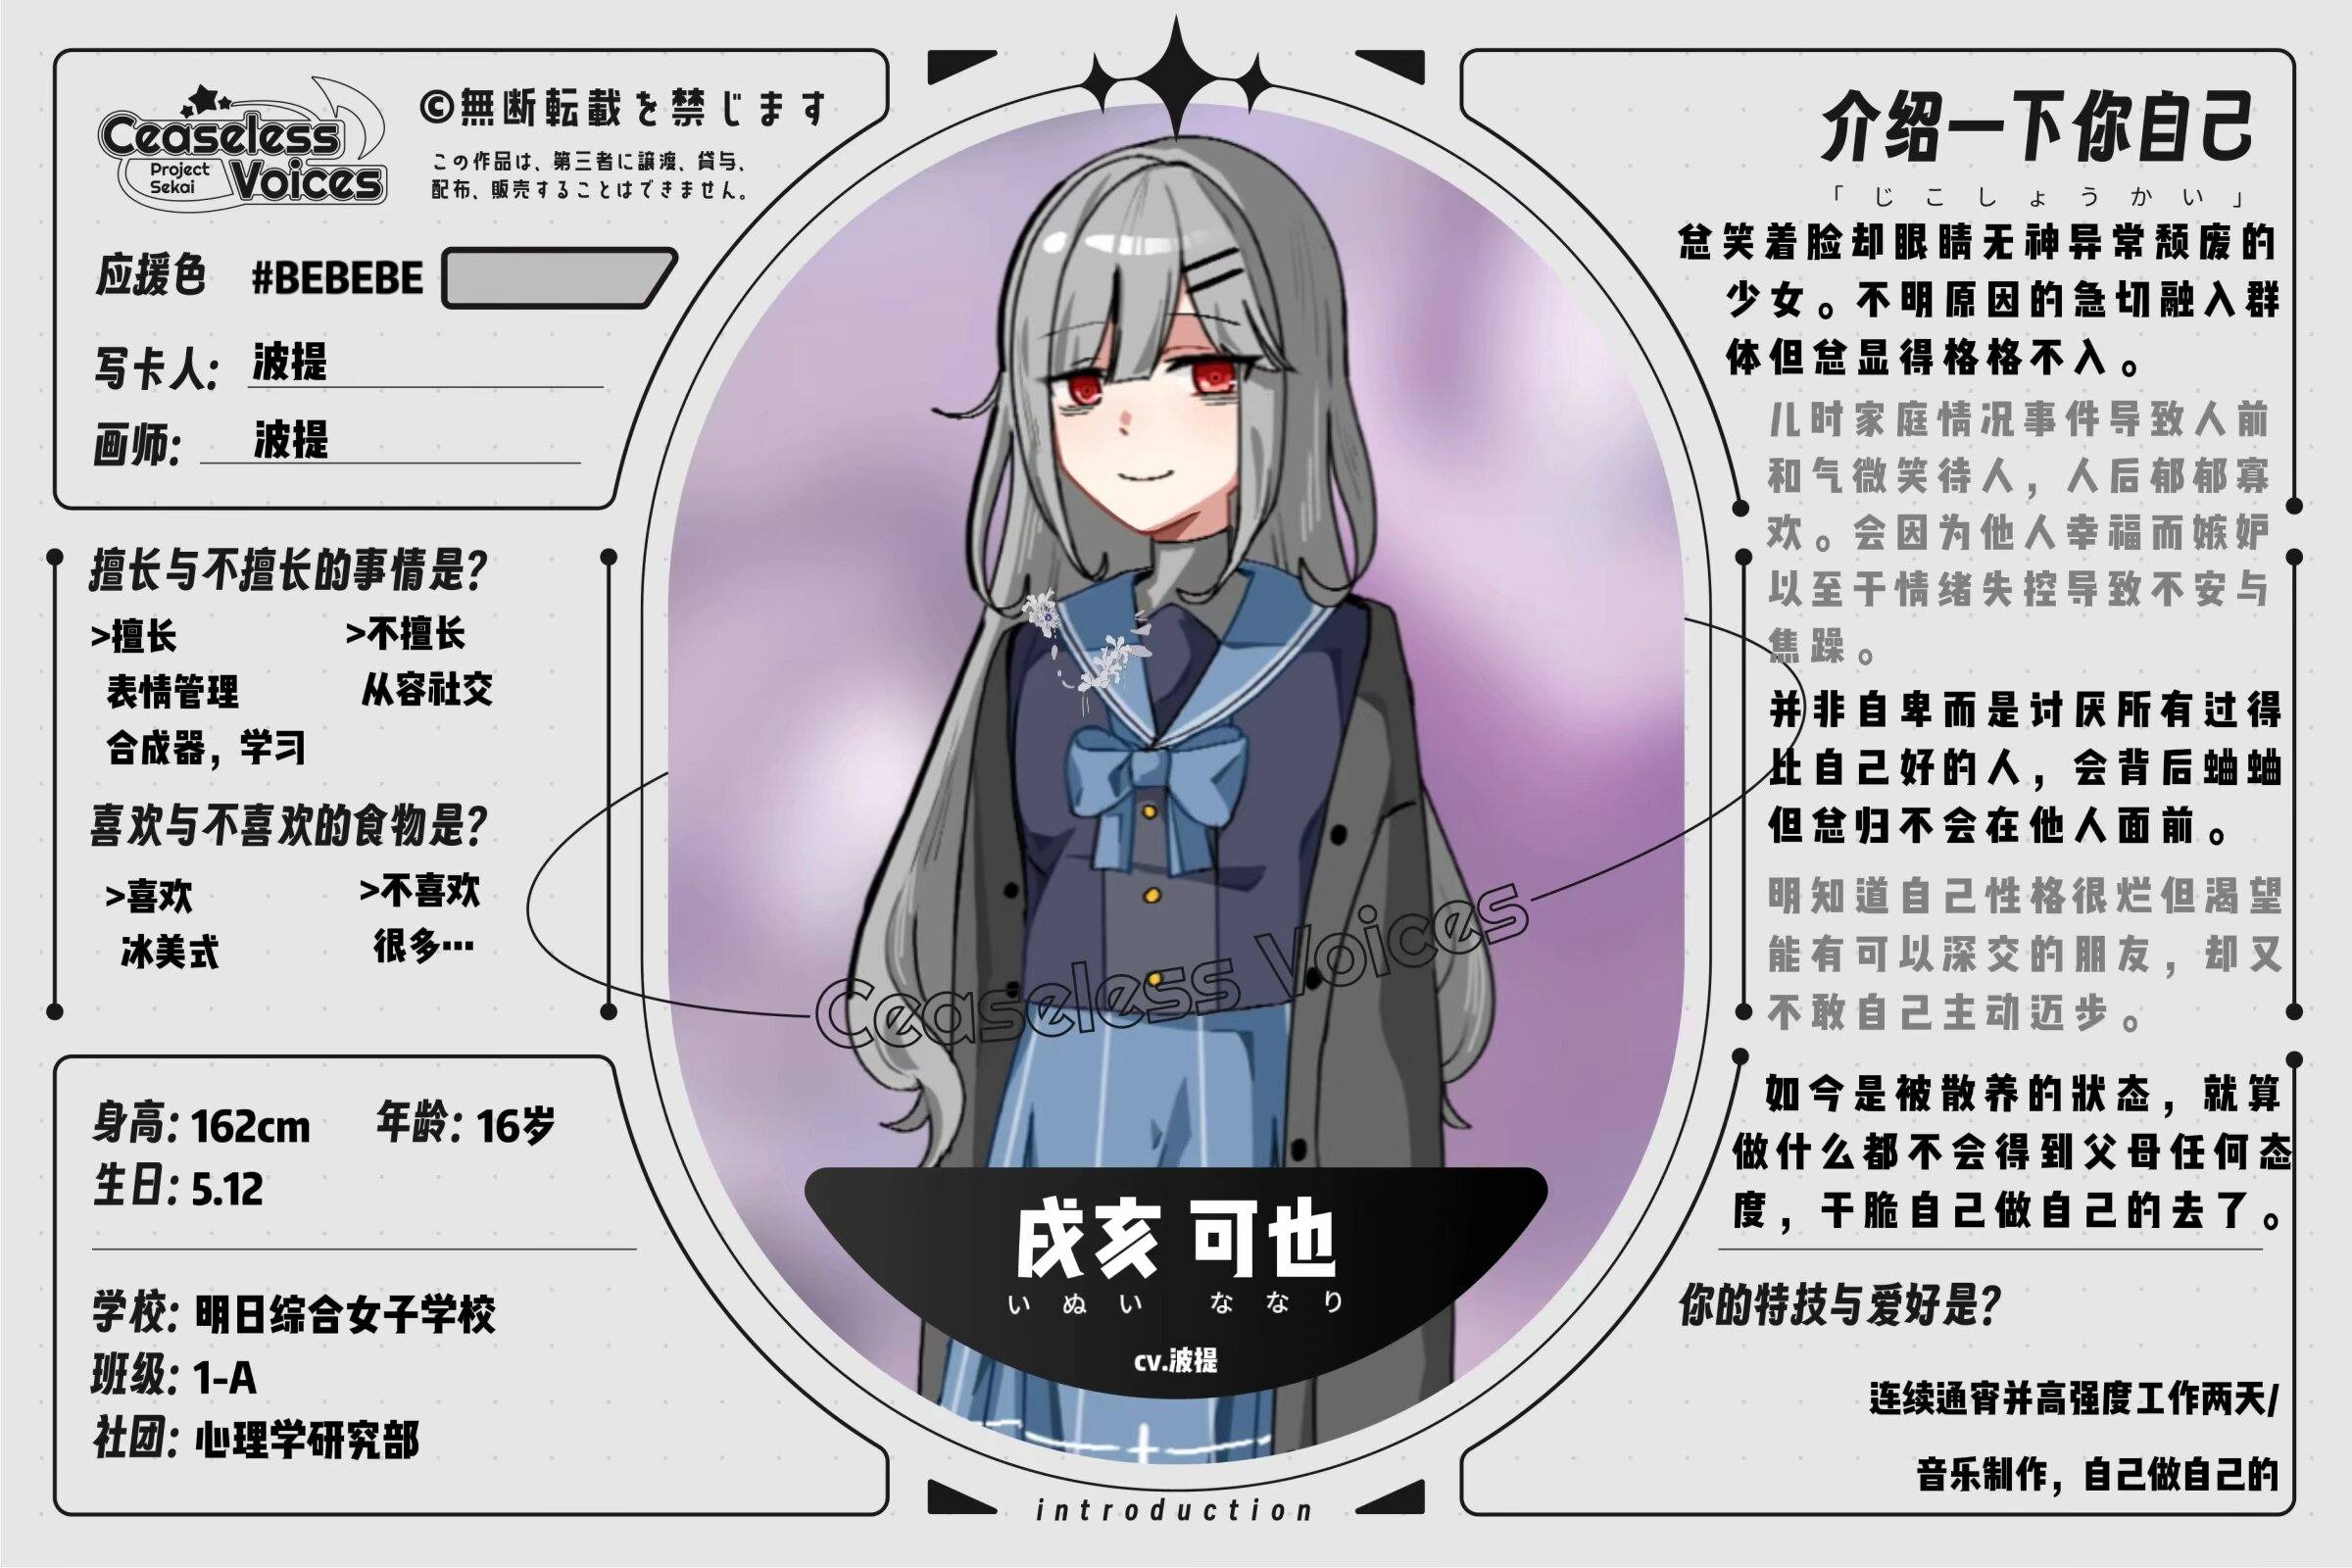 Ceaseless
Project
Sekai
Voices
©無断転載を禁じます
この作品は、第三者に譲渡、貸与、
配布、販売することはできません。
应援色 #BEBEBE
写卡人: 波提
画师: 波提
擅长与不擅长的事情是?
>擅长
表情管理
合成器，学习
>不擅长
从容社交
喜欢与不喜欢的食物是?
>喜欢
冰美式
>不喜欢
很多…
身高: 162cm 年龄: 16岁
生日: 5.12
学校: 明日综合女子学校
班级: 1-A
社团: 心理学研究部
Ceaseless Voices
戌亥 可也
いぬい ななり
cv.波提
introduction
介绍一下你自己
「じこしょうかい」
总笑着脸却眼睛无神异常颓废的
少女。不明原因的急切融入群
体但总显得格格不入。
儿时家庭情况事件导致人前
和气微笑待人，人后郁郁寡
欢。会因为他人幸福而嫉妒
以至于情绪失控导致不安与
焦躁。
并非自卑而是讨厌所有过得
比自己好的人，会背后蛐蛐
但总归不会在他人面前。
明知道自己性格很烂但渴望
能有可以深交的朋友，却又
不敢自己主动迈步。
如今是被散养的狀态，就算
做什么都不会得到父母任何态
度，干脆自己做自己的去了。
你的特技与爱好是?
连续通宵并高强度工作两天/
音乐制作，自己做自己的